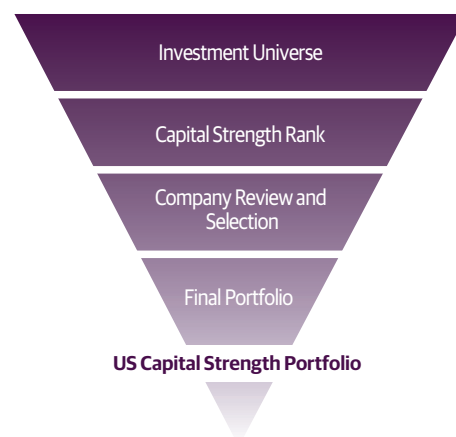 Investment Universe
Capital Strength Rank
Company Review and
Selection
Final Portfolio
US Capital Strength Portfolio